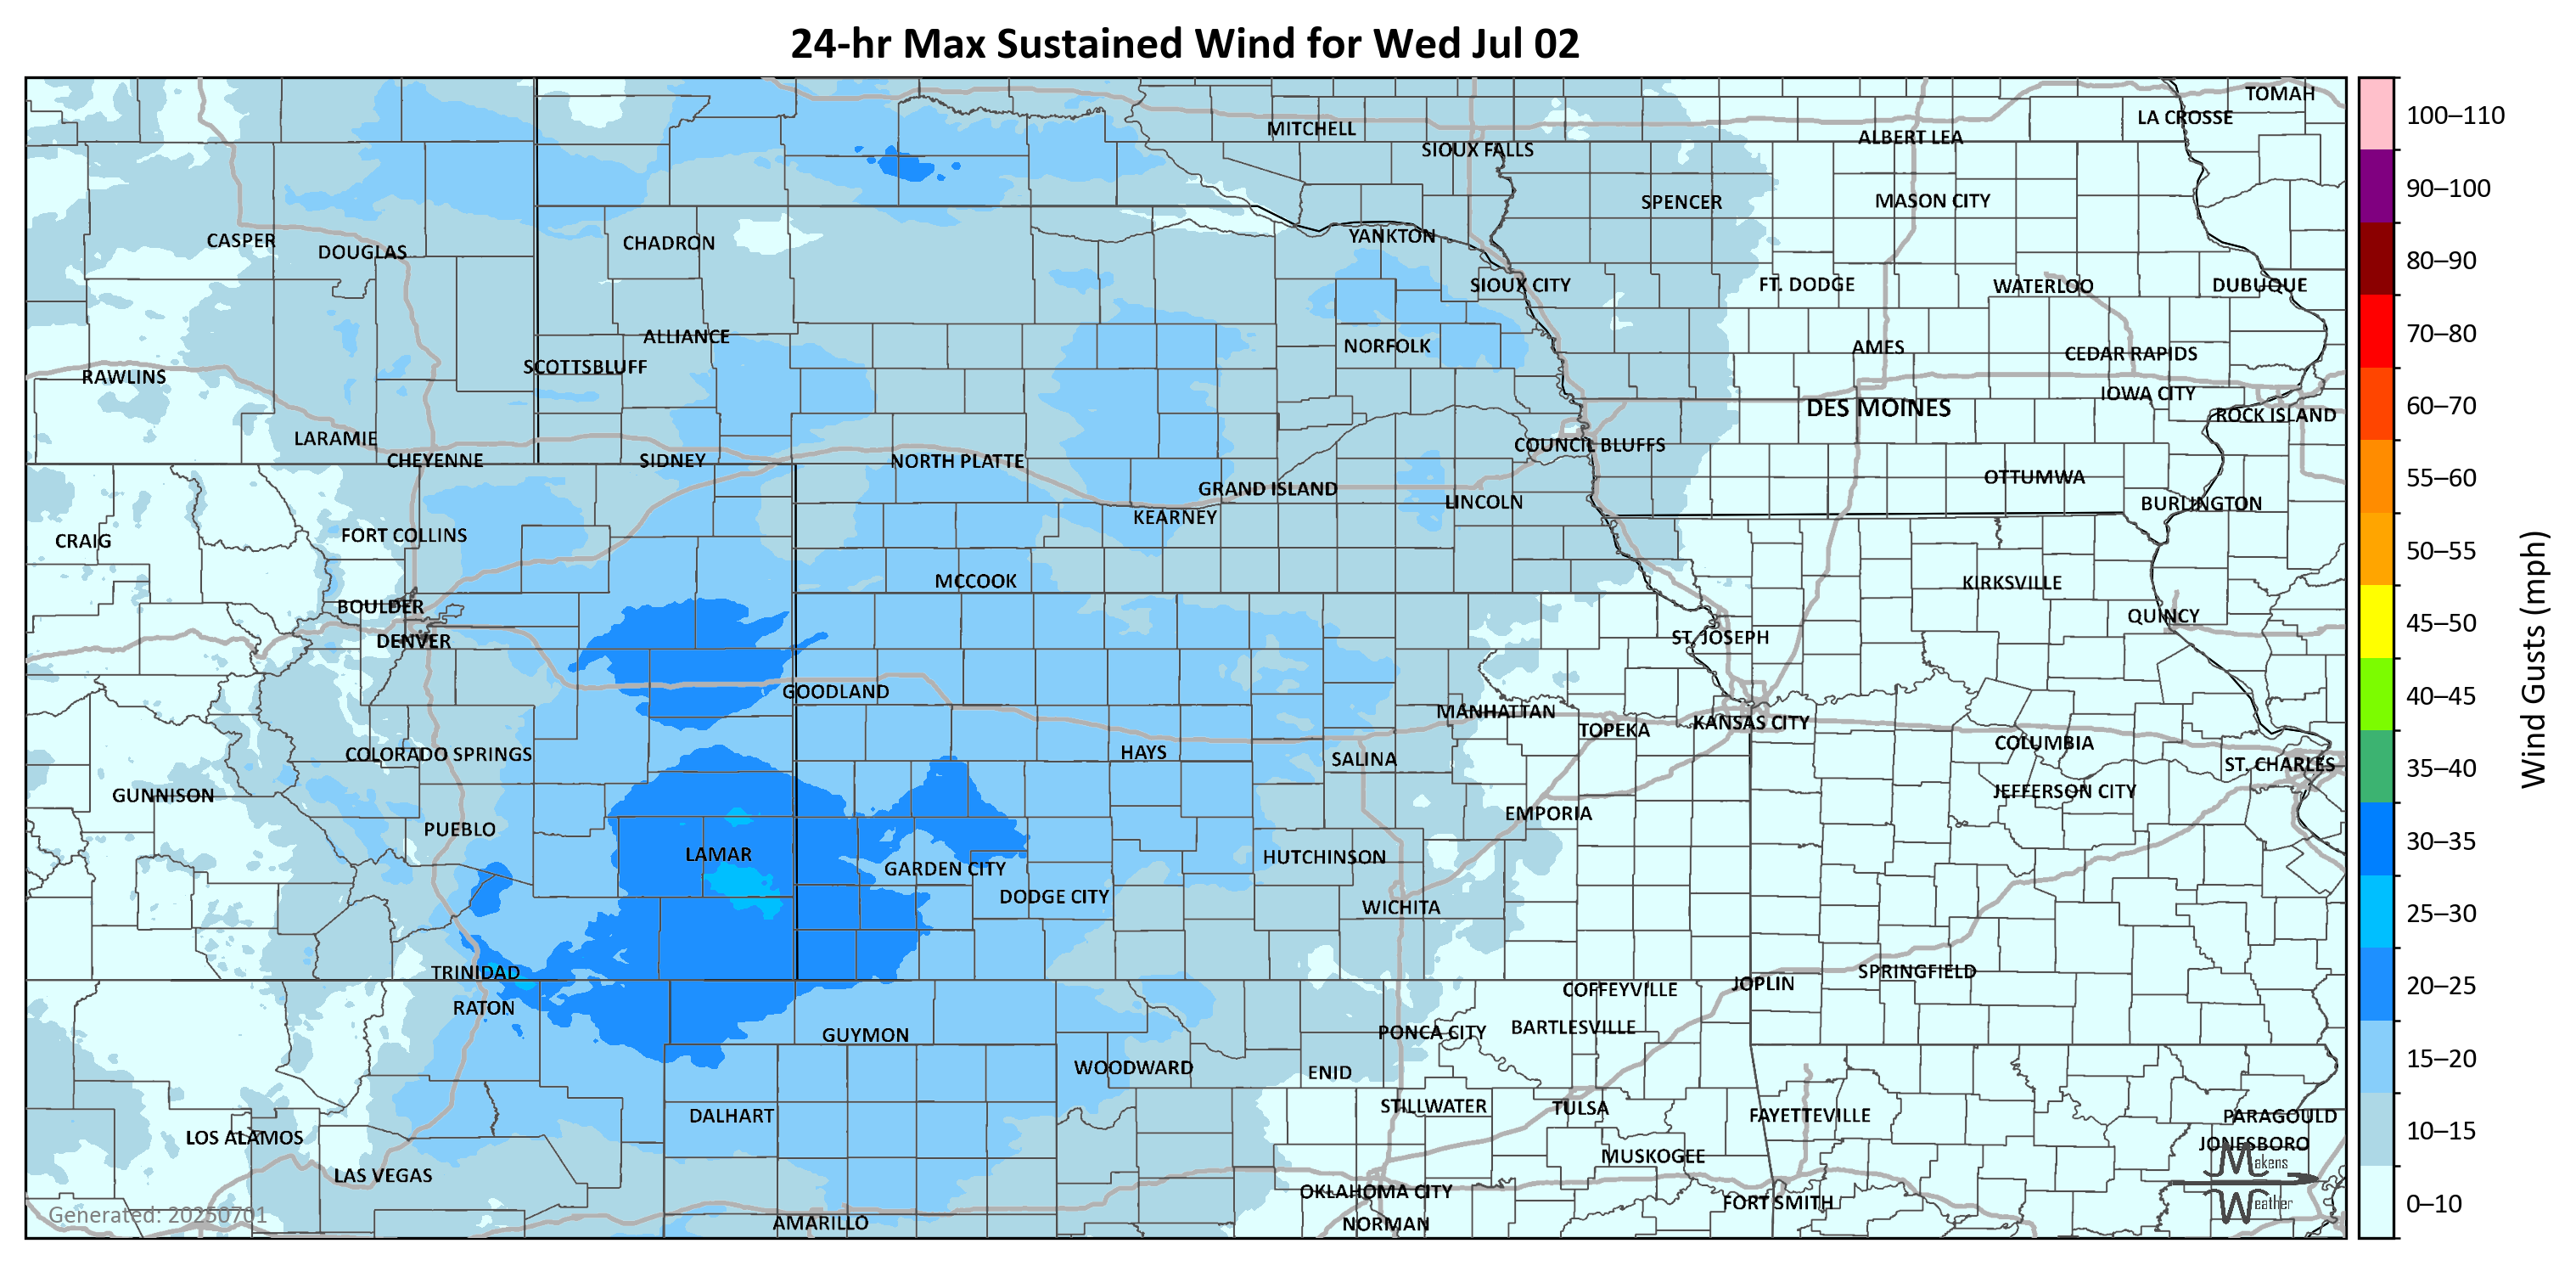 24-hr Max Sustained Wind for Wed Jul 02
TOMAH
LA CROSSE
MITCHELL
ALBERT LEA
SIOUX FALLS
SPENCER
MASON CITY
CASPER
DOUGLAS
CHADRON
YANKTON
SIOUX CITY
FT. DODGE
WATERLOO
DUBUQUE
ALLIANCE
NORFOLK
AMES
CEDAR RAPIDS
SCOTTSBLUFF
RAWLINS
IOWA CITY
DES MOINES
ROCK ISLAND
LARAMIE
COUNCIL BLUFFS
CHEYENNE
SIDNEY
NORTH PLATTE
OTTUMWA
GRAND ISLAND
LINCOLN
BURLINGTON
KEARNEY
FORT COLLINS
CRAIG
MCCOOK
KIRKSVILLE
BOULDER
QUINCY
DENVER
ST. JOSEPH
GOODLAND
MANHATTAN
KANSAS CITY
TOPEKA
COLUMBIA
COLORADO SPRINGS
HAYS
SALINA
ST. CHARLES
GUNNISON
JEFFERSON CITY
EMPORIA
PUEBLO
LAMAR
HUTCHINSON
GARDEN CITY
DODGE CITY
WICHITA
TRINIDAD
SPRINGFIELD
JOPLIN
COFFEYVILLE
RATON
BARTLESVILLE
PONCA CITY
GUYMON
WOODWARD
ENID
STILLWATER
TULSA
DALHART
FAYETTEVILLE
PARAGOULD
LOS ALAMOS
JONESBORO
MUSKOGEE
LAS VEGAS
OKLAHOMA CITY
FORT SMITH
AMARILLO
NORMAN
Generated: 20250701
Makens
Weather
100–110
90–100
80–90
70–80
60–70
55–60
50–55
45–50
40–45
35–40
30–35
25–30
20–25
15–20
10–15
0–10
Wind Gusts (mph)